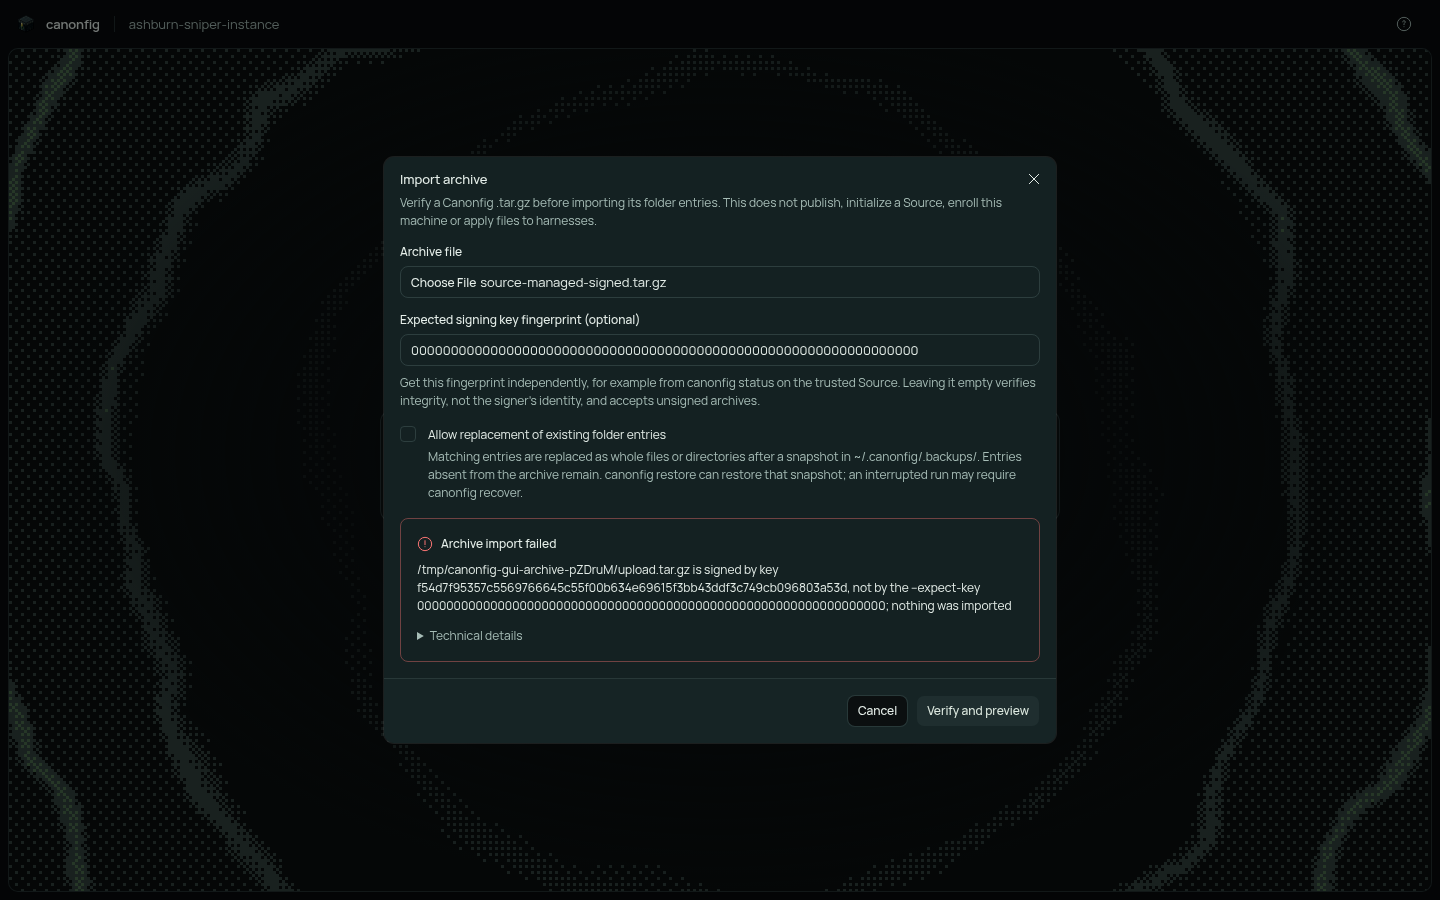 canonfig
ashburn-sniper-instance
Import archive
Verify a Canonfig .tar.gz before importing its folder entries. This does not publish, initialize a Source, enroll this
machine or apply files to harnesses.
Archive file
Choose File source-managed-signed.tar.gz
Expected signing key fingerprint (optional)
0000000000000000000000000000000000000000000000000000000000000000
Get this fingerprint independently, for example from canonfig status on the trusted Source. Leaving it empty verifies
integrity, not the signer's identity, and accepts unsigned archives.
Allow replacement of existing folder entries
Matching entries are replaced as whole files or directories after a snapshot in ~/.canonfig/.backups/. Entries
absent from the archive remain. canonfig restore can restore that snapshot; an interrupted run may require
canonfig recover.
Archive import failed
/tmp/canonfig-gui-archive-pZDruM/upload.tar.gz is signed by key
f54d7f95357c5569766645c55f00b634e69615f3bb43ddf3c749cb096803a53d, not by the –expect-key
0000000000000000000000000000000000000000000000000000000000000000; nothing was imported
Technical details
Cancel
Verify and preview